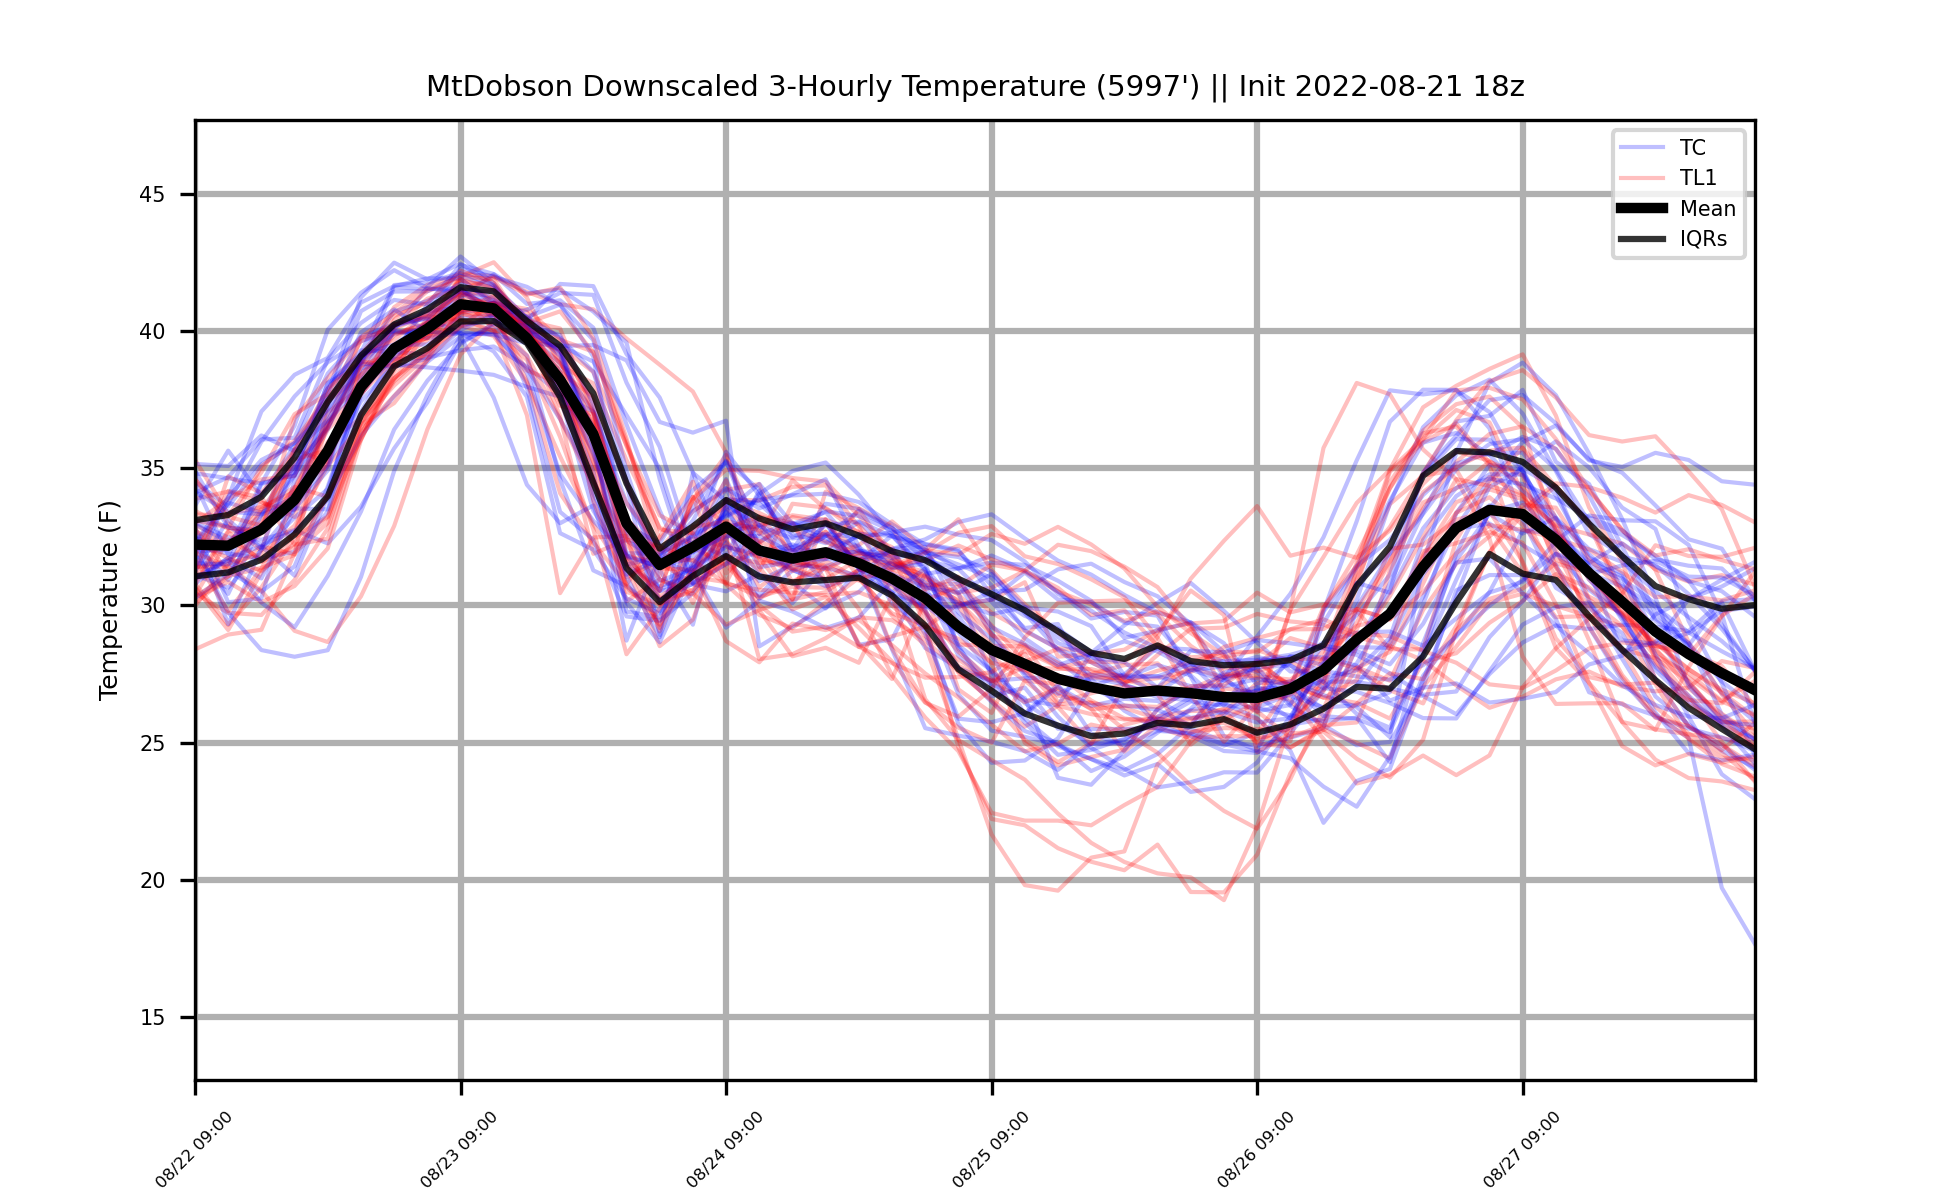 MtDobson Downscaled 3-Hourly Temperature (5997') || Init 2022-08-21 18z
TC
TL1
Mean
IQRs
Temperature (F)
45
40
35
30
25
20
15
08/22 09:00
08/23 09:00
08/24 09:00
08/25 09:00
08/26 09:00
08/27 09:00